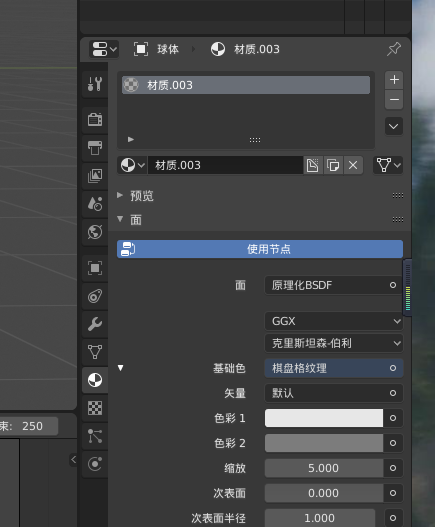 球体 › 材质.003
材质.003
材质.003
预览
面
使用节点
面 原理化BSDF
GGX
克里斯坦森-伯利
基础色 棋盘格纹理
矢量 默认
色彩 1
色彩 2
束: 250
缩放 5.000
次表面 0.000
次表面半径 1.000